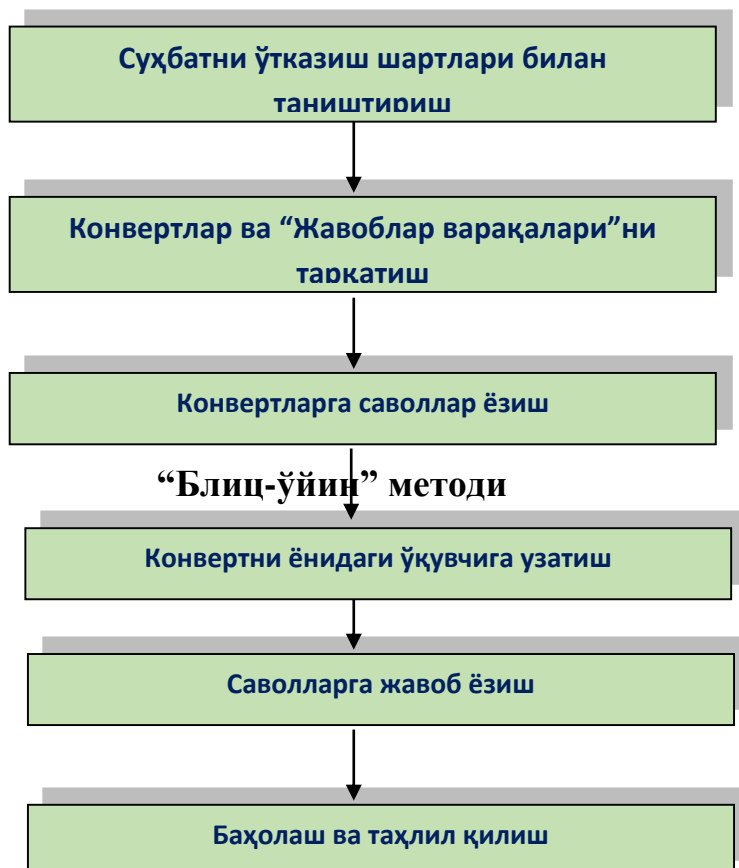 Суҳбатни ўтказиш шартлари билан
таништириш
Конвертлар ва “Жавоблар варақалари”ни
тарқатиш
Конвертларга саволлар ёзиш
“Блиц-ўйин” методи
Конвертни ёнидаги ўқувчига узатиш
Саволларга жавоб ёзиш
Баҳолаш ва таҳлил қилиш